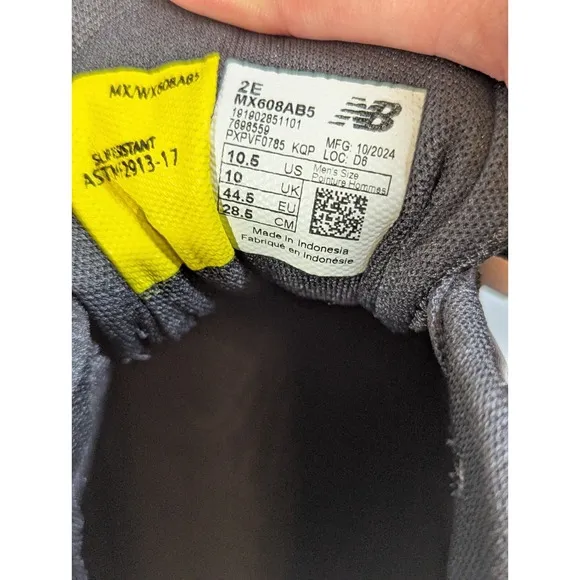 MX/WX608AB5
SLIP RESISTANT
ASTM F2913-17
2E
MX608AB5
191902851101
7698559
PXPVF0785 KQP
MFG: 10/2024
LOC: D6
10.5 US
10 UK
44.5 EU
28.5 CM
Men's Size
Pointure Hommes
NB
Made in Indonesia
Fabriqué en Indonésie